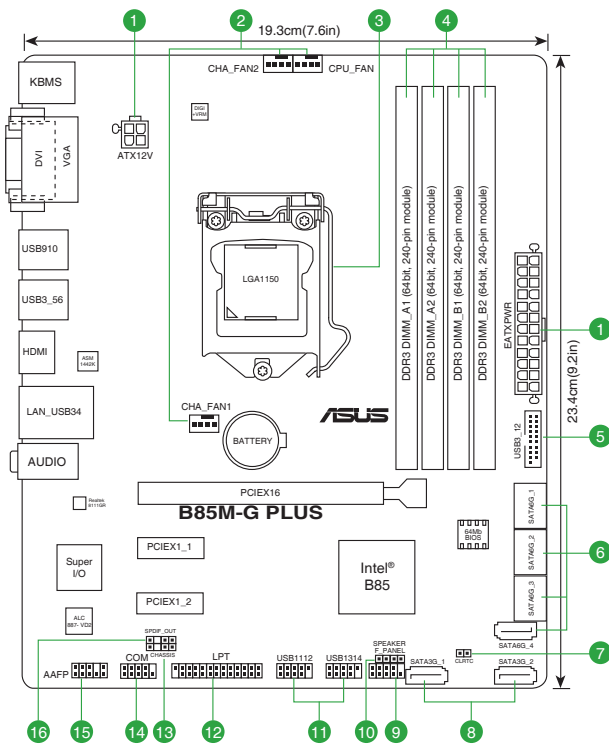 1
2
3
4
19.3cm(7.6in)
KBMS
CHA_FAN2
CPU_FAN
DIGI
+VRM
ATX12V
DVI
VGA
DDR3 DIMM_A1 (64bit, 240-pin module)
DDR3 DIMM_A2 (64bit, 240-pin module)
DDR3 DIMM_B1 (64bit, 240-pin module)
DDR3 DIMM_B2 (64bit, 240-pin module)
USB910
LGA1150
USB3_56
EATXPWR
1
23.4cm(9.2in)
HDMI
ASM
1442K
CHA_FAN1
LAN_USB34
ASUS
BATTERY
USB3_12
5
AUDIO
PCIEX16
Realtek
8111GR
B85M-G PLUS
SATA6G_1
64Mb
BIOS
SATA6G_2
6
PCIEX1_1
Super
I/O
Intel®
B85
SATA6G_3
PCIEX1_2
ALC
887-VD2
SPDIF_OUT
SATA6G_4
16
CHASSIS
SPEAKER
F_PANEL
CLRTC
7
AAFP
COM
LPT
USB1112
USB1314
SATA3G_1
SATA3G_2
16
15
14
13
12
11
10
9
8